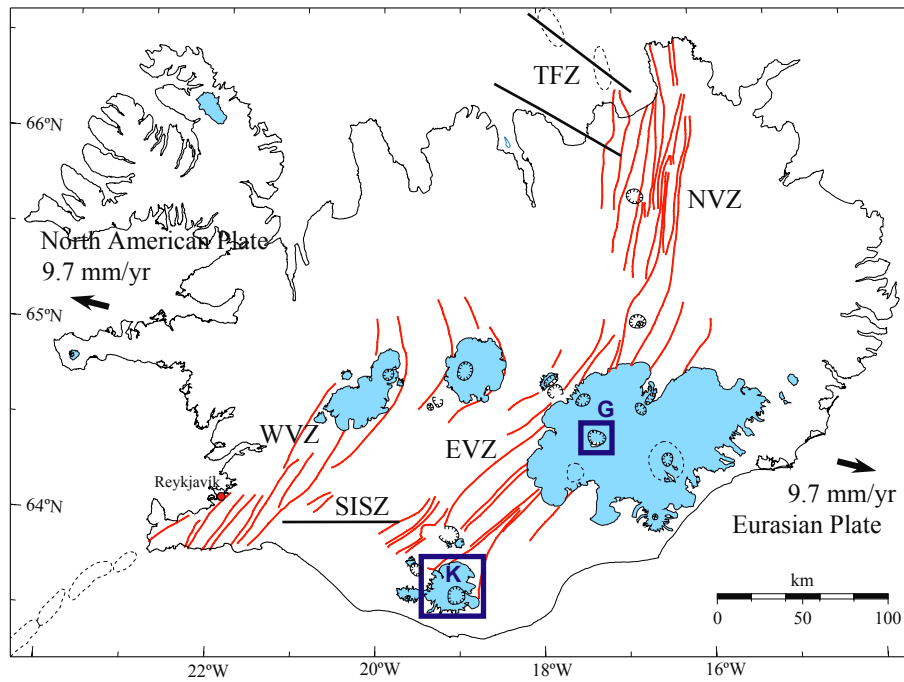 TFZ
66ºN
NVZ
North American Plate
9.7 mm/yr
65ºN
G
WVZ
EVZ
Reykjavik
64ºN
SISZ
9.7 mm/yr
Eurasian Plate
K
km
0 50 100
22ºW 20ºW 18ºW 16ºW